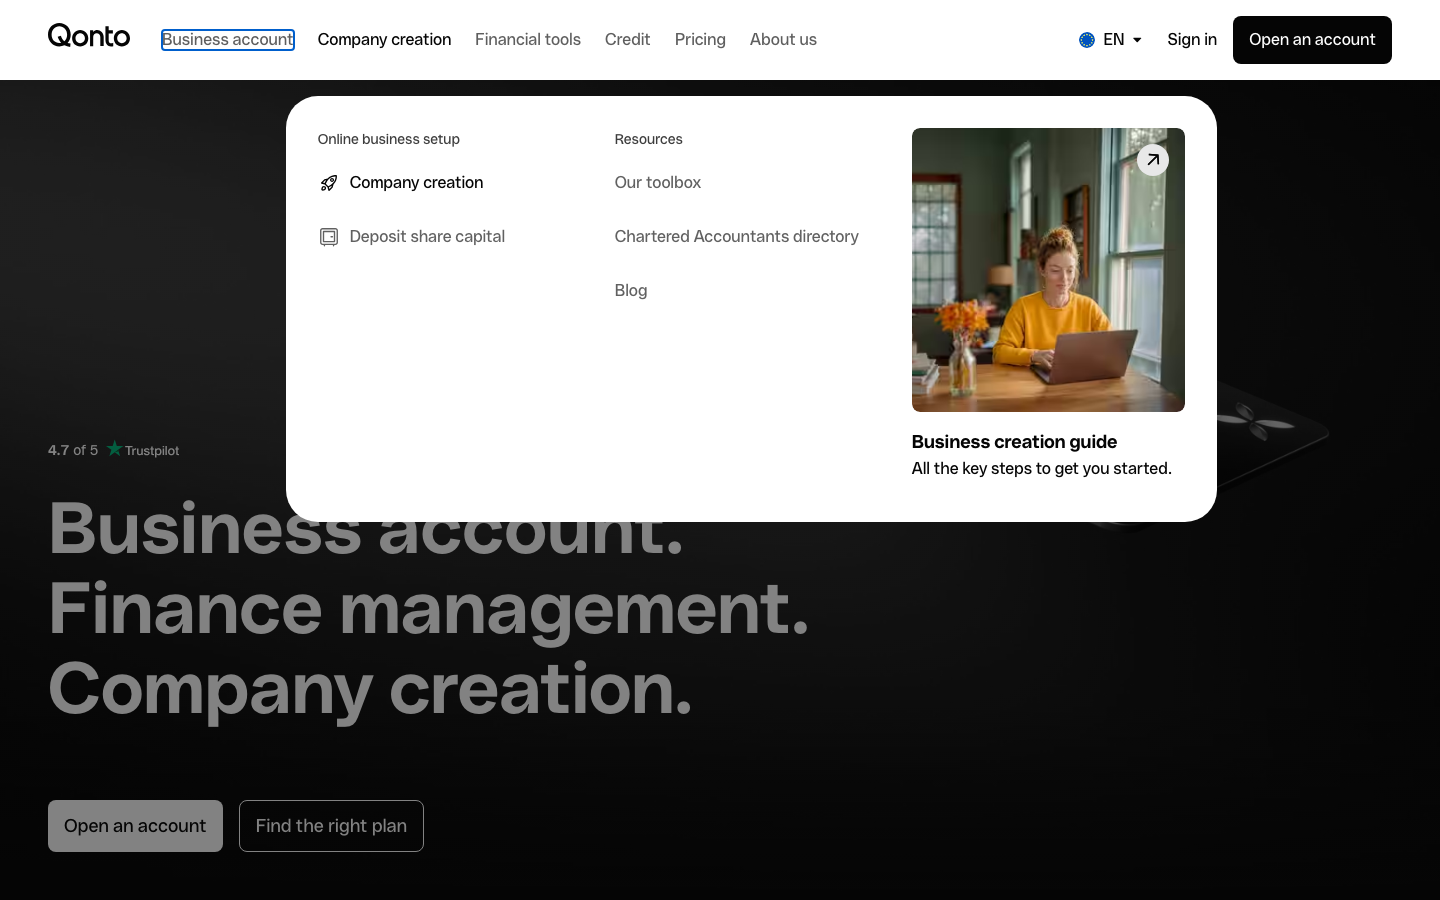 Qonto
Business account
Company creation
Financial tools
Credit
Pricing
About us
EN
Sign in
Open an account
Online business setup
Company creation
Deposit share capital
Resources
Our toolbox
Chartered Accountants directory
Blog
Business creation guide
All the key steps to get you started.
4.7 of 5 Trustpilot
Business account.
Finance management.
Company creation.
Open an account
Find the right plan